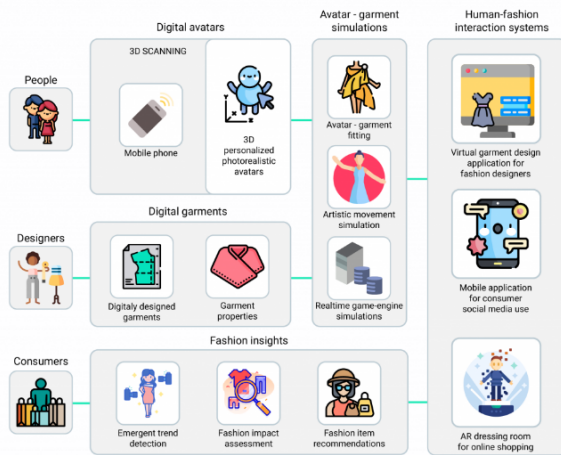 Digital avatars
Avatar - garment
simulations
Human-fashion
interaction systems
People
3D SCANNING
Mobile phone
3D
personalized
photorealistic
avatars
Avatar - garment
fitting
Virtual garment design
application for
fashion designers
Artistic movement
simulation
Digital garments
Designers
Digitaly designed
garments
Garment
properties
Realtime game-engine
simulations
Mobile application
for consumer
social media use
Fashion insights
Consumers
Emergent trend
detection
Fashion impact
assessment
Fashion item
recommendations
AR dressing room
for online shopping